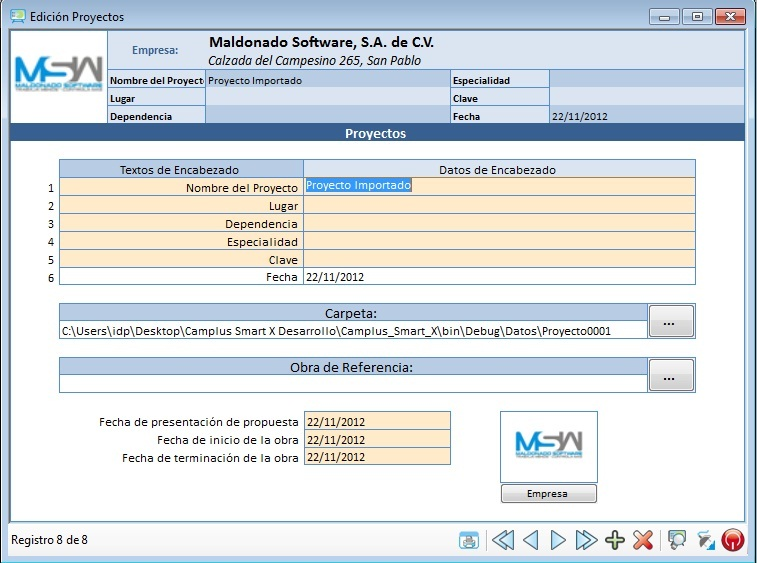 Edición Proyectos
MSW
MALDONADO SOFTWARE
Empresa:
Maldonado Software, S.A. de C.V.
Calzada del Campesino 265, San Pablo
Nombre del Proyect Proyecto Importado Especialidad
Lugar Clave
Dependencia Fecha 22/11/2012
Proyectos
Textos de Encabezado Datos de Encabezado
1 Nombre del Proyecto Proyecto Importado
2 Lugar
3 Dependencia
4 Especialidad
5 Clave
6 Fecha 22/11/2012
Carpeta:
C:\Users\idp\Desktop\Camplus Smart X Desarrollo\Camplus_Smart_X\bin\Debug\Datos\Proyecto0001
...
Obra de Referencia:
...
Fecha de presentación de propuesta 22/11/2012
Fecha de inicio de la obra 22/11/2012
Fecha de terminación de la obra 22/11/2012
MSW
MALDONADO SOFTWARE
Empresa
Registro 8 de 8